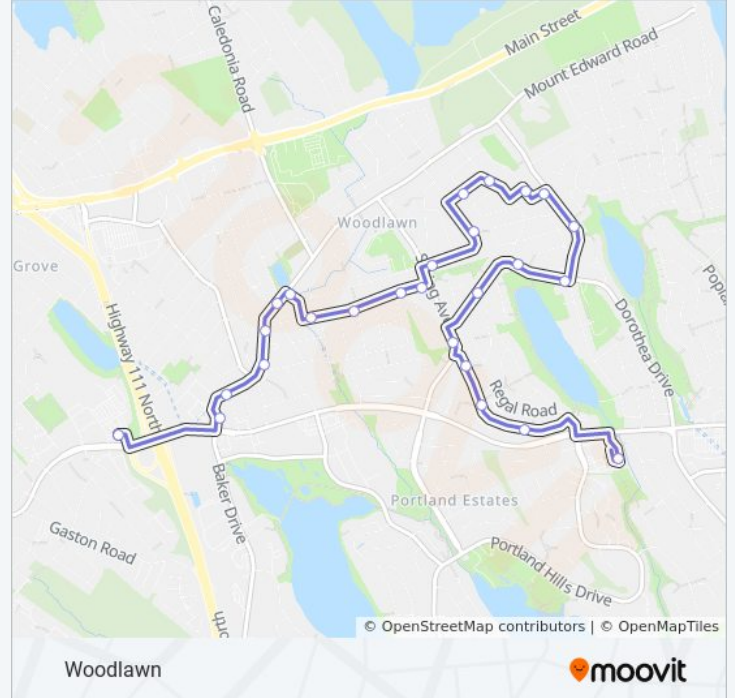 Caledonia Road
Main Street
Mount Edward Road
Woodlawn
Grove
Highway 111 North
Dorothea Drive
Regal Road
Baker Drive
Portland Estates
Gaston Road
Portland Hills Drive
© OpenStreetMap contributors | © OpenMapTiles
Woodlawn
moovit